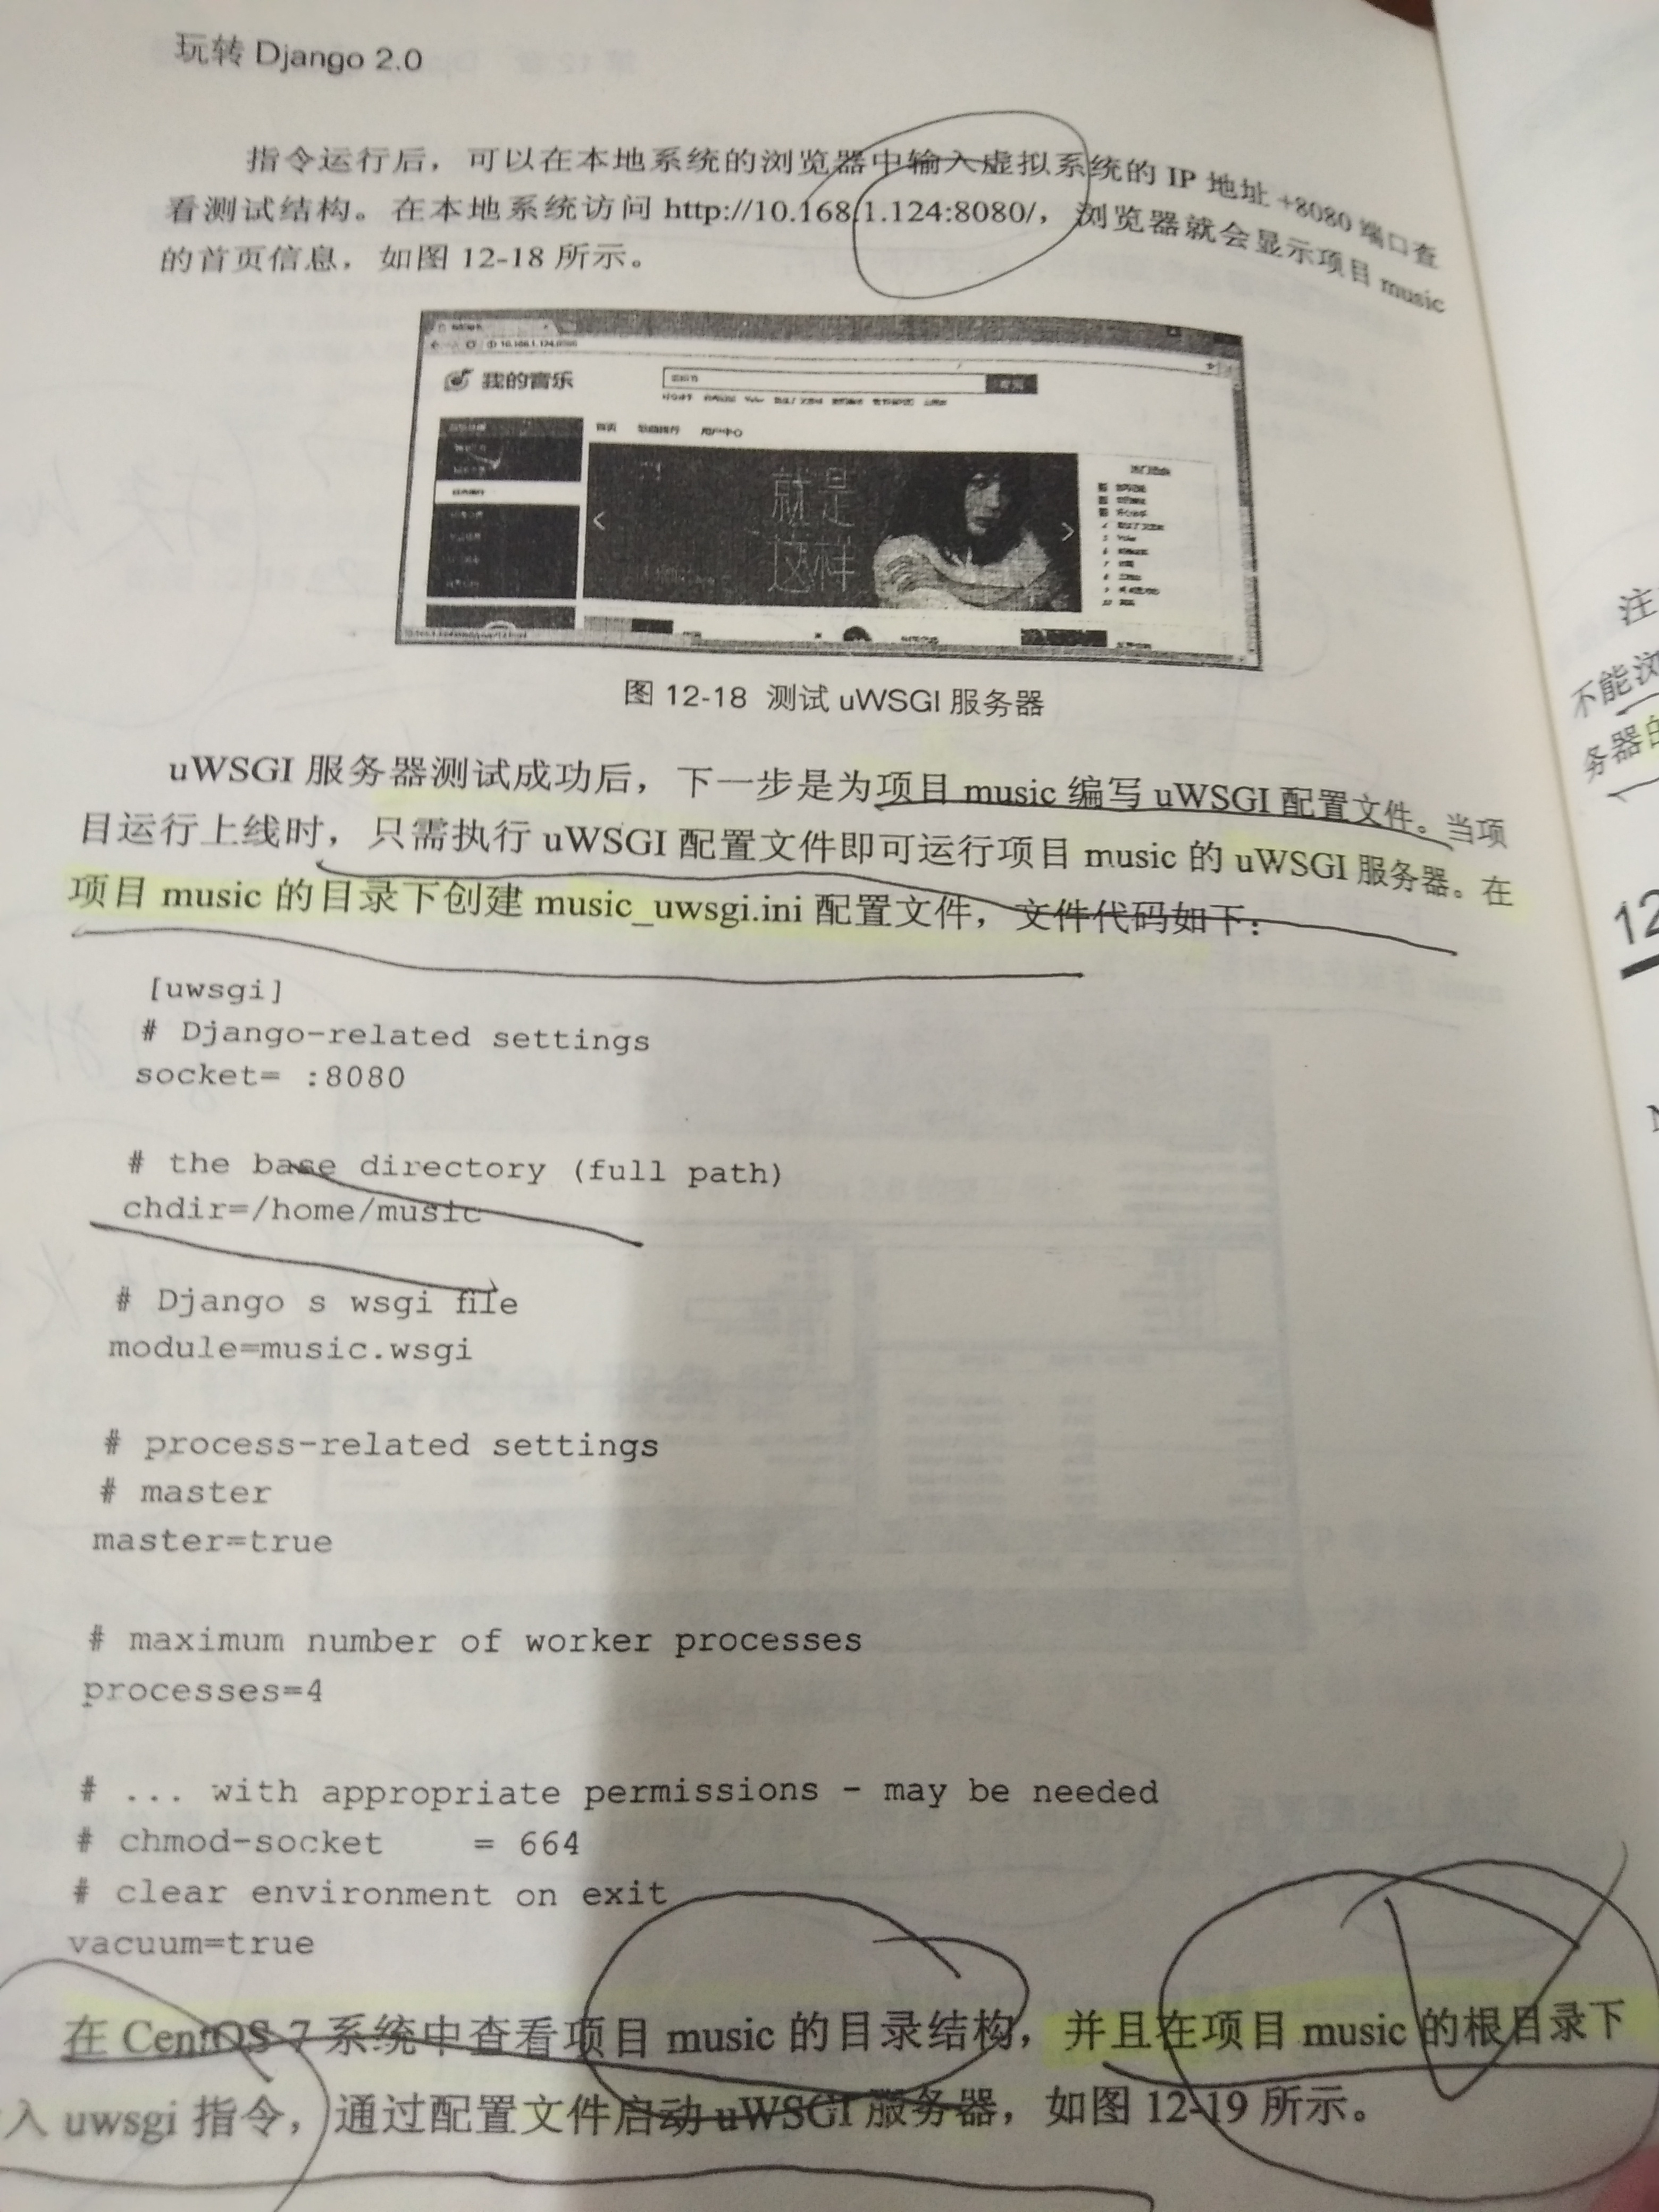 玩转 Django 2.0
指令运行后，可以在本地系统的浏览器中输入虚拟系统的 IP 地址 +8080 端口查
看测试结构。在本地系统访问 http://10.168.1.124:8080/，浏览器就会显示项目 music
的首页信息，如图 12-18 所示。
我的音乐
首页 歌曲排行 用户中心
就是
这样
图 12-18 测试 uWSGI 服务器
uWSGI 服务器测试成功后，下一步是为项目 music 编写 uWSGI 配置文件。当项
目运行上线时，只需执行 uWSGI 配置文件即可运行项目 music 的 uWSGI 服务器。在
项目 music 的目录下创建 music_uwsgi.ini 配置文件，文件代码如下：
[uwsgi]
# Django-related settings
socket= :8080
# the base directory (full path)
chdir=/home/music
# Django s wsgi file
module=music.wsgi
# process-related settings
# master
master=true
# maximum number of worker processes
processes=4
# ... with appropriate permissions - may be needed
# chmod-socket = 664
# clear environment on exit
vacuum=true
在 CentOS 7 系统中查看项目 music 的目录结构，并且在项目 music 的根目录下
入 uwsgi 指令，通过配置文件启动 uWSGI 服务器，如图 12-19 所示。
注
不能浏
务器的
12